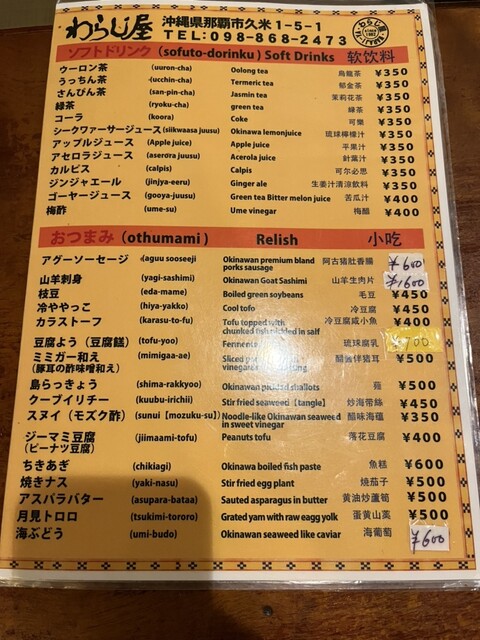 わらじ屋 沖縄県那覇市久米1-5-1
TEL:098-868-2473
わらじ屋
ソフトドリンク (sofuto-dorinku) Soft Drinks 软饮料
ウーロン茶 (uuron-cha) Oolong tea 烏龍茶 ¥350
うっちん茶 (ucchin-cha) Termeric tea 郁金茶 ¥350
さんぴん茶 (san-pin-cha) Jasmin tea 茉莉花茶 ¥350
緑茶 (ryoku-cha) green tea 綠茶 ¥350
コーラ (koora) Coke 可樂 ¥350
シークワァーサージュース (siikwaasa juusu) Okinawa lemonjuice 琉球檸檬汁 ¥350
アップルジュース (Apple juice) Apple juice 平果汁 ¥350
アセロラジュース (aserora juusu) Acerola juice 針葉汁 ¥350
カルピス (calpis) Calpis 可尔必思 ¥350
ジンジャエール (jinjya-eeru) Ginger ale 生姜汁清涼飲料 ¥350
ゴーヤージュース (gooya-juusu) Green tea Bitter melon juice 苦瓜汁 ¥400
梅酢 (ume-su) Ume vinegar 梅醋 ¥400
おつまみ (othumami) Relish 小吃
アグーソーセージ (aguu sooseeji) Okinawan premium bland 阿古猪肚香腸 ¥600
porks sausage
山羊刺身 (yagi-sashimi) Okinawan Goat Sashimi 山羊生肉片 ¥1,600
枝豆 (eda-mame) Boiled green soybeans 毛豆 ¥450
冷ややっこ (hiya-yakko) Cool tofu 冷豆腐 ¥450
カラストーフ (karasu-to-fu) Tofu topped with 冷豆腐咸小魚 ¥400
chunked fish pickled in salf
豆腐よう（豆腐餻） (tofu-yoo) 琉球腐乳 ¥700
ミミガー和え (mimigaa-ae) Sliced 醋醬伴猪耳 ¥500
（豚耳の酢味噌和え）
島らっきょう (shima-rakkyoo) Okinawan pickled shallots 薤 ¥500
クーブイリチー (kuubu-irichii) Stir fried seaweed【tangle】 炒海帶絲 ¥450
スヌイ（モズク酢） (sunui【mozuku-su】) Noodle-like Okinawan seaweed 醋味海蘊 ¥350
in sweet vinegar
ジーマミ豆腐 (jiimaami-tofu) Peanuts tofu 落花豆腐 ¥400
（ピーナツ豆腐）
ちきあぎ (chikiagi) Okinawa boiled fish paste 魚糕 ¥600
焼きナス (yaki-nasu) Stir fried egg plant 燒茄子 ¥500
アスパラバター (asupara-bataa) Sauted asparagus in butter 黄油炒蘆筍 ¥500
月見トロロ (tsukimi-tororo) Grated yam with raw eagg yolk 蛋黄山薬 ¥500
海ぶどう (umi-budo) Okinawan seaweed like caviar 海葡萄 ¥600